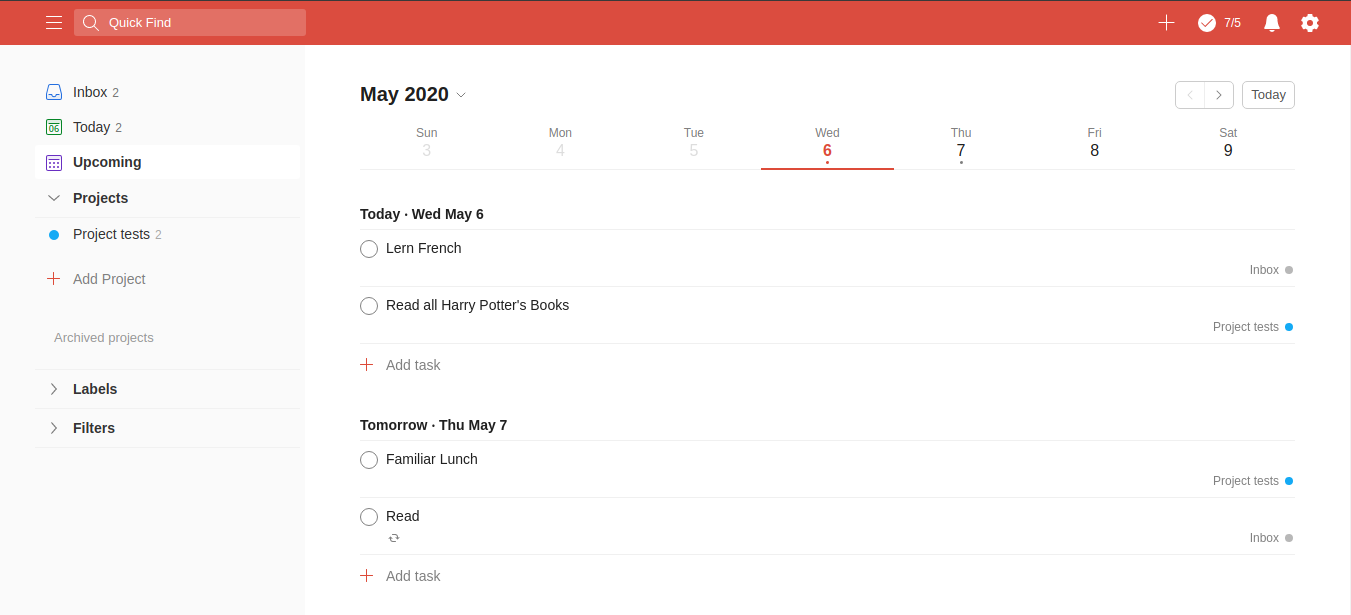 Quick Find
7/5
Inbox 2
06 Today 2
Upcoming
Projects
Project tests 2
Add Project
Archived projects
Labels
Filters
May 2020
Today
Sun Mon Tue Wed Thu Fri Sat
3 4 5 6 7 8 9
Today · Wed May 6
Lern French
Inbox
Read all Harry Potter's Books
Project tests
Add task
Tomorrow · Thu May 7
Familiar Lunch
Project tests
Read
Inbox
Add task